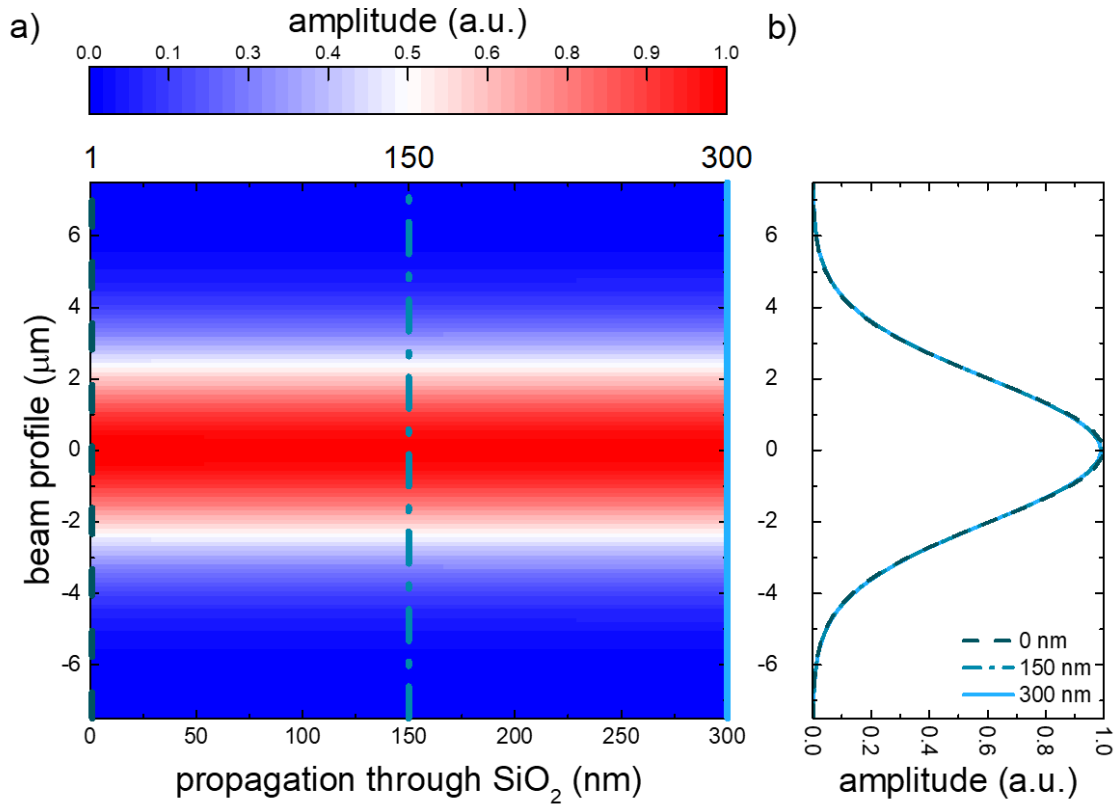 a)
amplitude (a.u.)
0.0 0.1 0.3 0.4 0.5 0.6 0.8 0.9 1.0
1 150 300
6
4
2
0
-2
-4
-6
beam profile (μm)
0 50 100 150 200 250 300
propagation through SiO2 (nm)
b)
6
4
2
0
-2
-4
-6
0 nm
150 nm
300 nm
0.0 0.2 0.4 0.6 0.8 1.0
amplitude (a.u.)